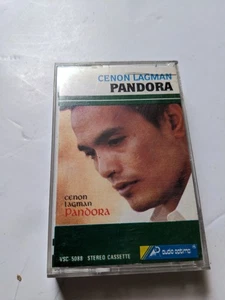 CENON LAGMAN
PANDORA
cenon
lagman
PANDORA
VSC 5088 STEREO CASSETTE